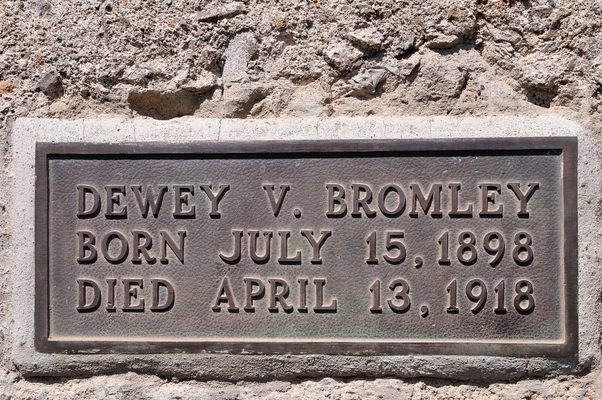 DEWEY V. BROMLEY
BORN JULY 15, 1898
DIED APRIL 13, 1918